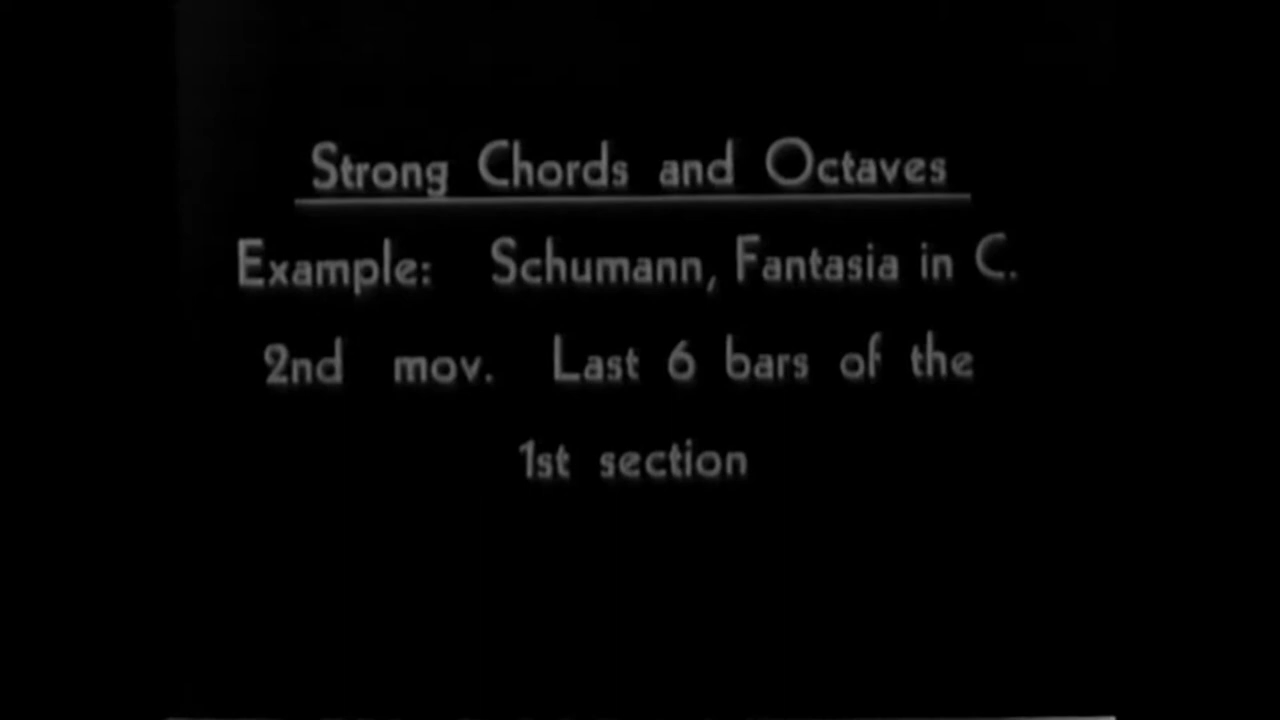 Strong Chords and Octaves
Example: Schumann, Fantasia in C.
2nd mov. Last 6 bars of the
1st section